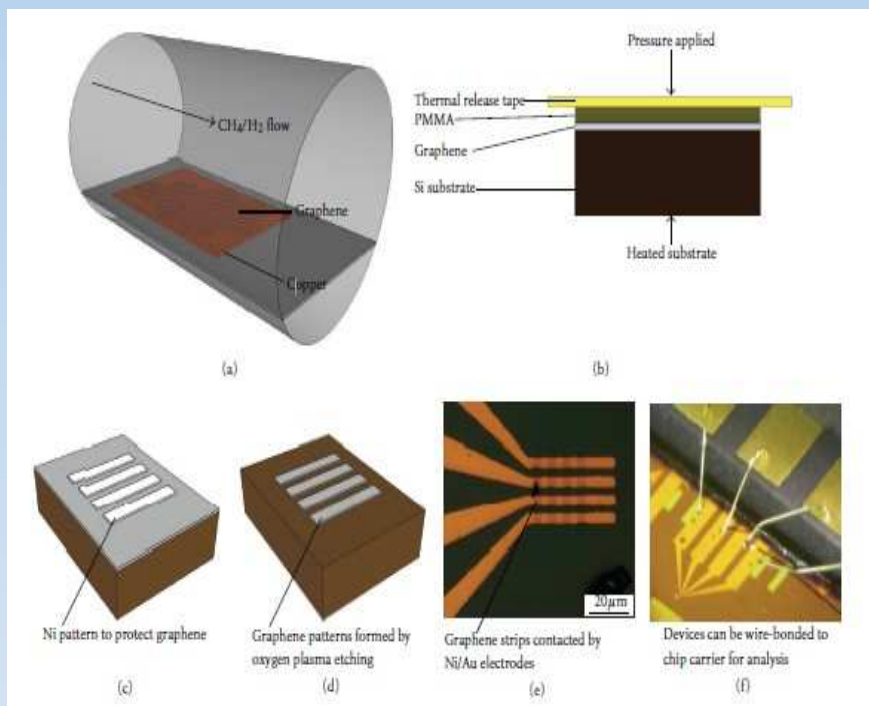 CH4/H2 flow
Graphene
Copper
(a)
Pressure applied
Thermal release tape
PMMA
Graphene
Si substrate
Heated substrate
(b)
Ni pattern to protect graphene
(c)
Graphene patterns formed by
oxygen plasma etching
(d)
20 μm
Graphene strips contacted by
Ni/Au electrodes
(e)
Devices can be wire-bonded to
chip carrier for analysis
(f)